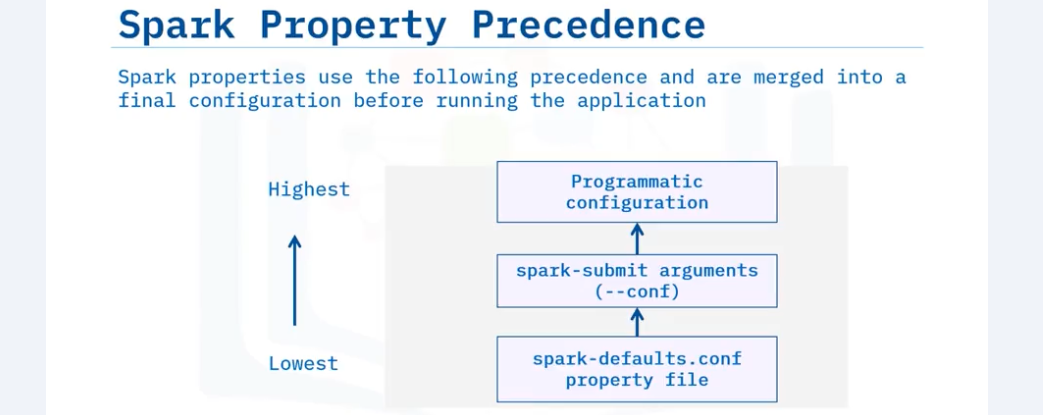 Spark Property Precedence
Spark properties use the following precedence and are merged into a
final configuration before running the application
Highest
Programmatic
configuration
spark-submit arguments
(--conf)
Lowest
spark-defaults.conf
property file